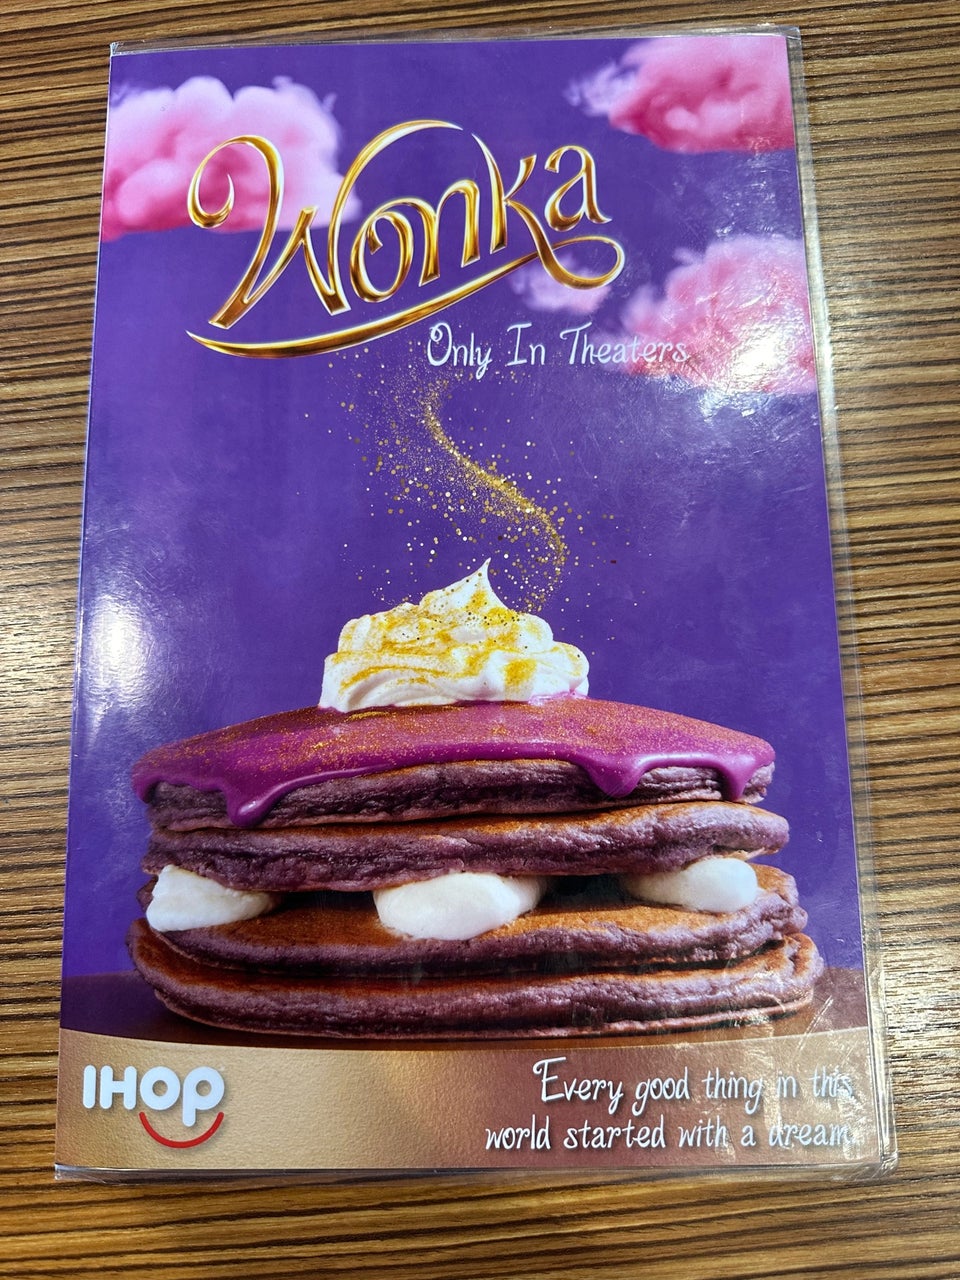 Wonka
Only In Theaters
IHOP
Every good thing in this
world started with a dream.